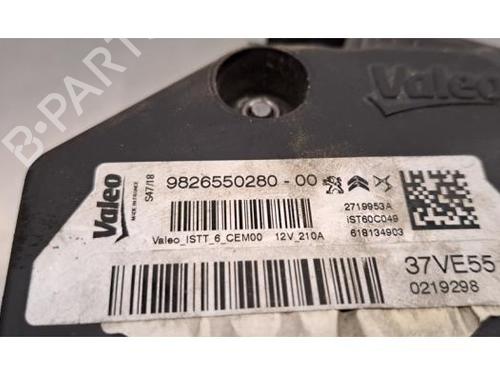 Valeo
B-PARTS
Valeo
MADE IN FRANCE
S47/18
9826550280-00
2719953A
iST60C049
618134903
Valeo_ISTT_6_CEM00 12V_210A
37VE55
0219298